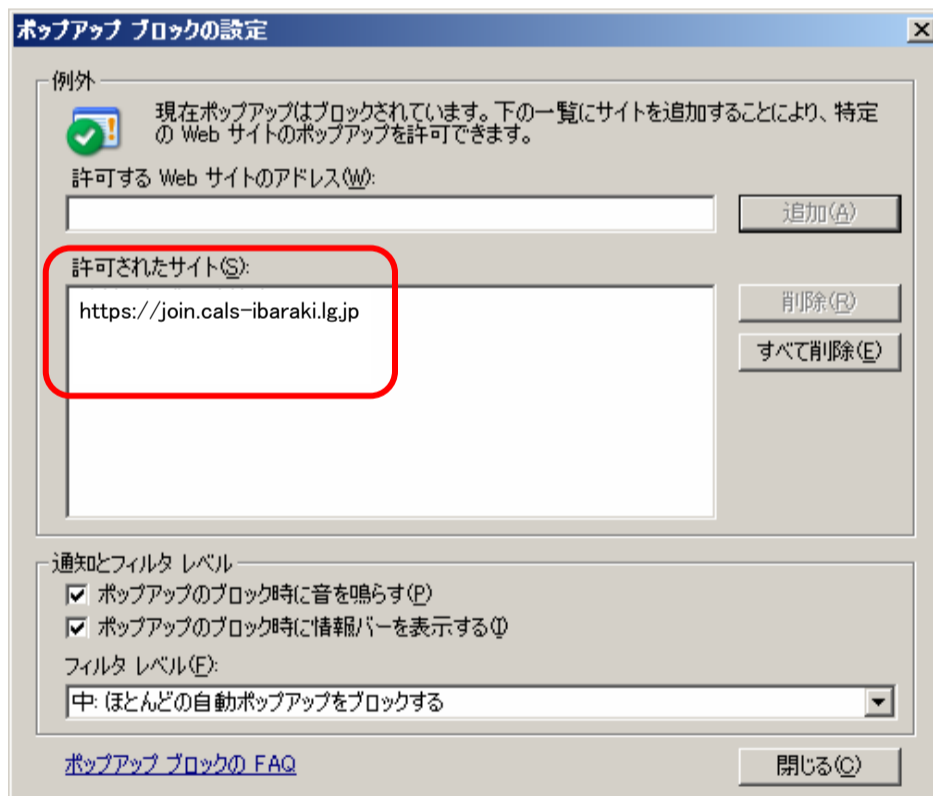 ポップアップ ブロックの設定
例外
現在ポップアップはブロックされています。下の一覧にサイトを追加することにより、特定
の Web サイトのポップアップを許可できます。
許可する Web サイトのアドレス(W):
追加(A)
許可されたサイト(S):
https://join.cals-ibaraki.lg.jp
削除(R)
すべて削除(E)
通知とフィルタ レベル
ポップアップのブロック時に音を鳴らす(P)
ポップアップのブロック時に情報バーを表示する(I)
フィルタ レベル(F):
中: ほとんどの自動ポップアップをブロックする
ポップアップ ブロックの FAQ
閉じる(C)